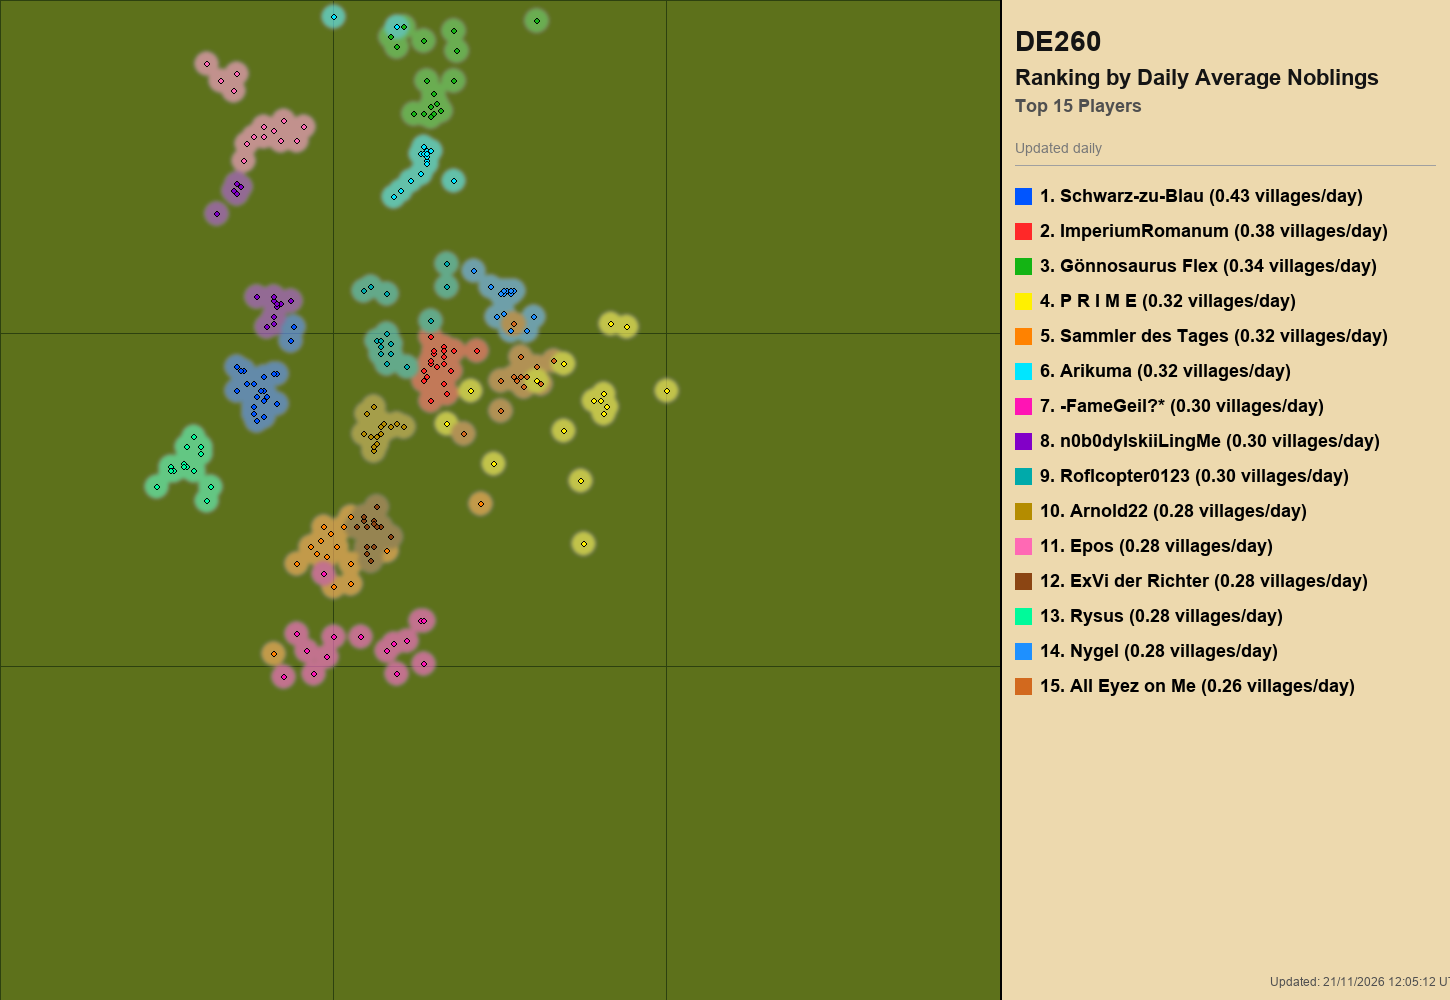 DE260
Ranking by Daily Average Noblings
Top 15 Players
Updated daily
1. Schwarz-zu-Blau (0.43 villages/day)
2. ImperiumRomanum (0.38 villages/day)
3. Gönnosaurus Flex (0.34 villages/day)
4. P R I M E (0.32 villages/day)
5. Sammler des Tages (0.32 villages/day)
6. Arikuma (0.32 villages/day)
7. -FameGeil?* (0.30 villages/day)
8. n0b0dylskiiLingMe (0.30 villages/day)
9. Roflcopter0123 (0.30 villages/day)
10. Arnold22 (0.28 villages/day)
11. Epos (0.28 villages/day)
12. ExVi der Richter (0.28 villages/day)
13. Rysus (0.28 villages/day)
14. Nygel (0.28 villages/day)
15. All Eyez on Me (0.26 villages/day)
Updated: 21/11/2026 12:05:12